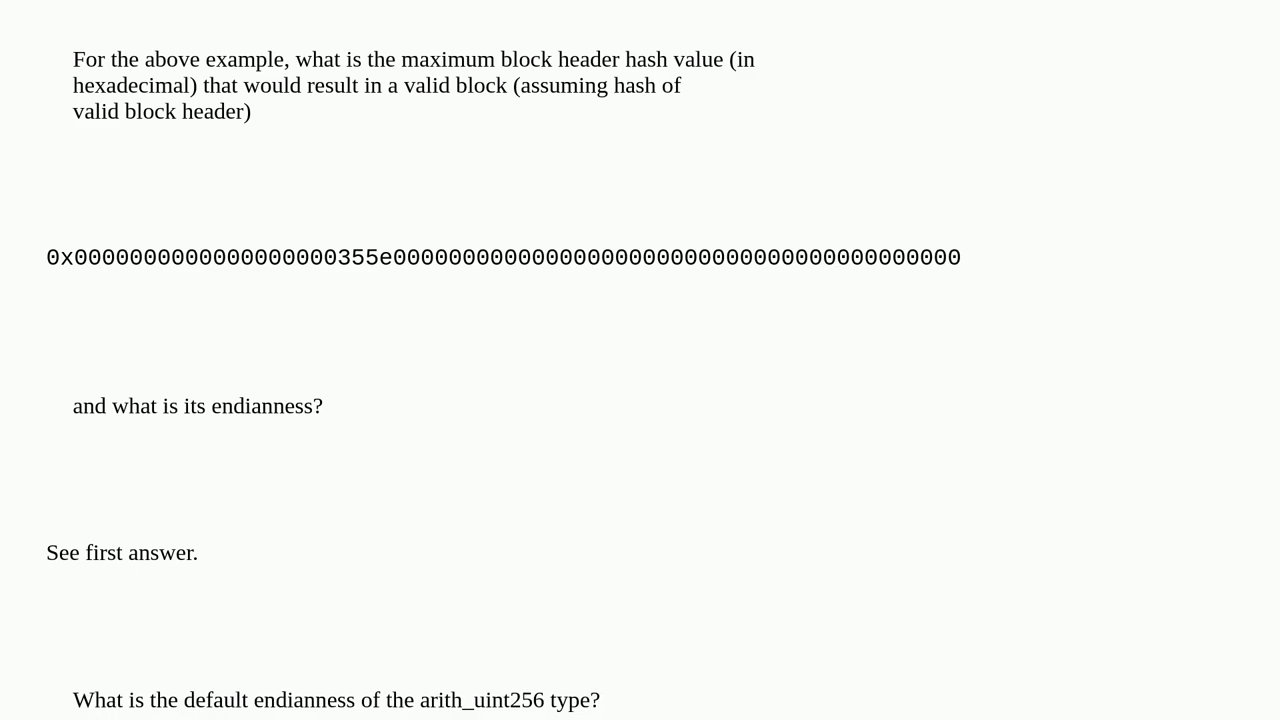 For the above example, what is the maximum block header hash value (in
hexadecimal) that would result in a valid block (assuming hash of
valid block header)
0x0000000000000000000355e00000000000000000000000000000000000000000
and what is its endianness?
See first answer.
What is the default endianness of the arith_uint256 type?